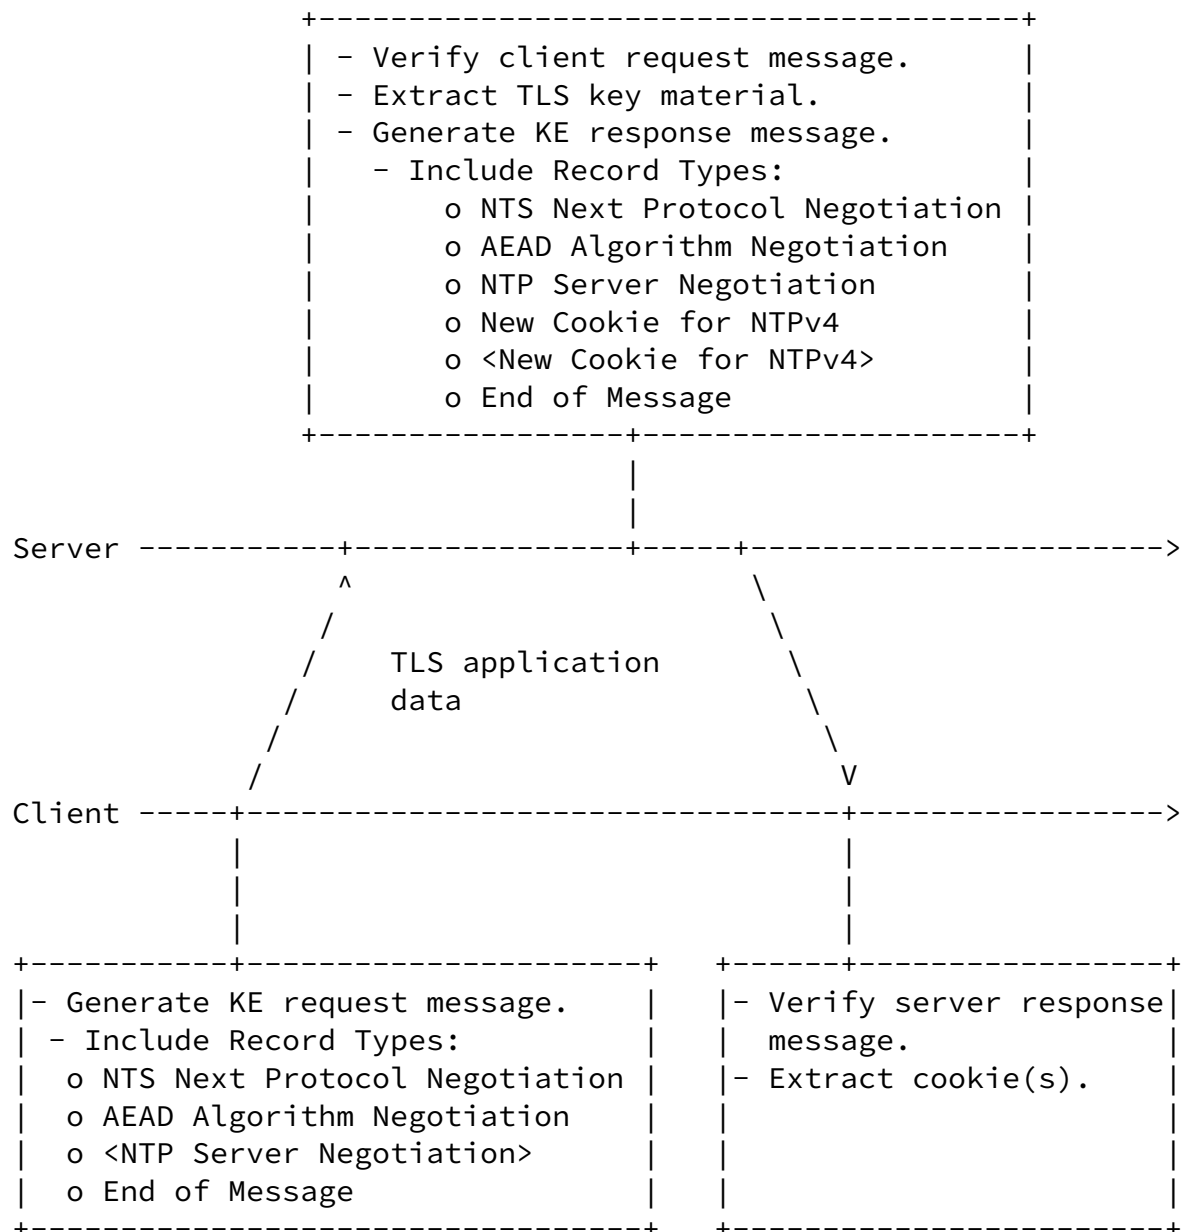 - Verify client request message.
- Extract TLS key material.
- Generate KE response message.
- Include Record Types:
o NTS Next Protocol Negotiation
o AEAD Algorithm Negotiation
o NTP Server Negotiation
o New Cookie for NTPv4
o <New Cookie for NTPv4>
o End of Message
Server
TLS application
data
Client
- Generate KE request message.
- Include Record Types:
o NTS Next Protocol Negotiation
o AEAD Algorithm Negotiation
o <NTP Server Negotiation>
o End of Message
- Verify server response
message.
- Extract cookie(s).